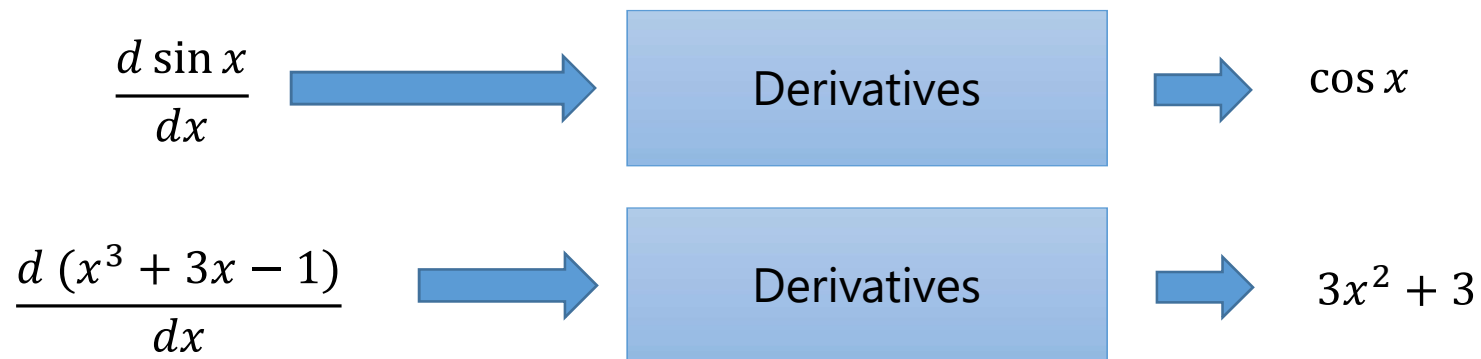 d sin x
dx
Derivatives
cos x
d (x³ + 3x − 1)
dx
Derivatives
3x² + 3